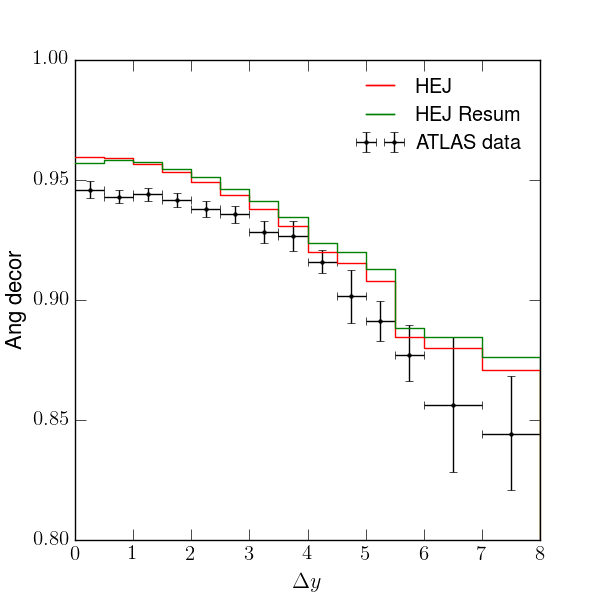 1.00
HEJ
HEJ Resum
ATLAS data
0.95
0.90
0.85
0.80
Ang decor
0 1 2 3 4 5 6 7 8
Δy